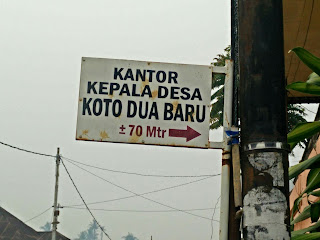 KANTOR
KEPALA DESA
KOTO DUA BARU
± 70 Mtr